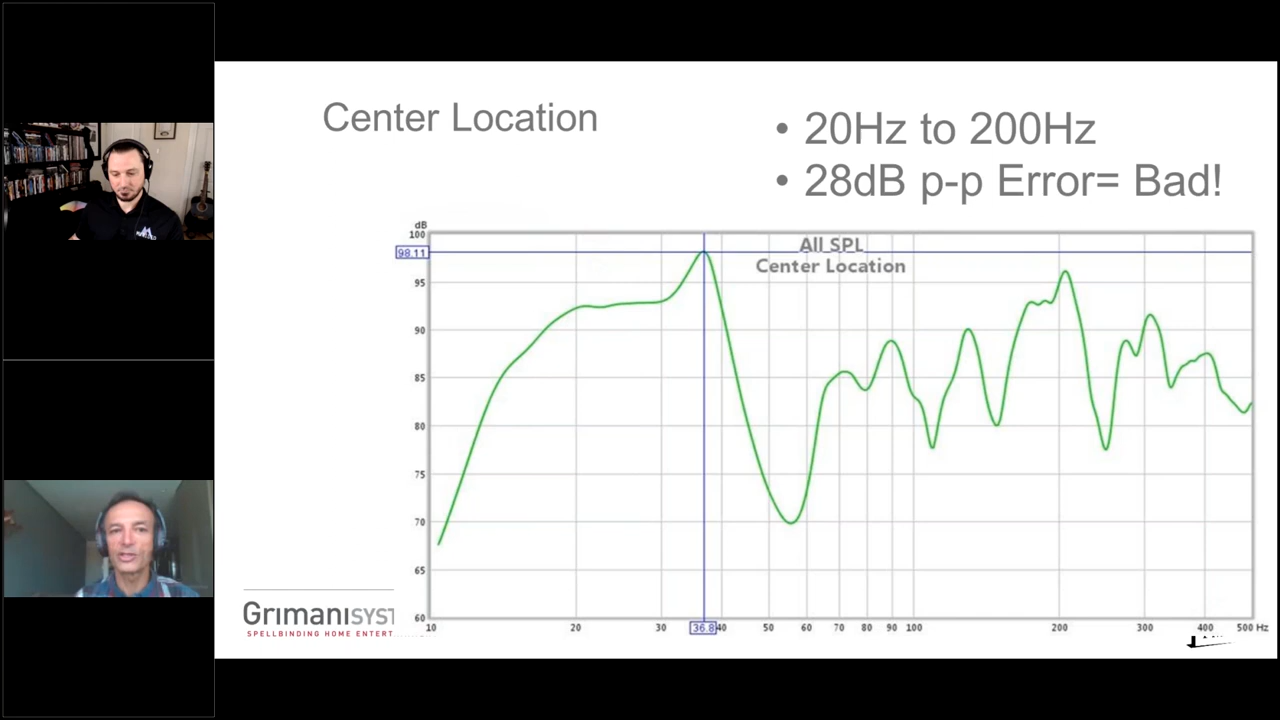 Center Location
• 20Hz to 200Hz
• 28dB p-p Error= Bad!
dB
All SPL
Center Location
100
98.11
95
90
85
80
75
70
65
60
10 20 30 36.8 40 50 60 70 80 90 100 200 300 400 500 Hz
GRIMANISYST
SPELLBINDING HOME ENTERT